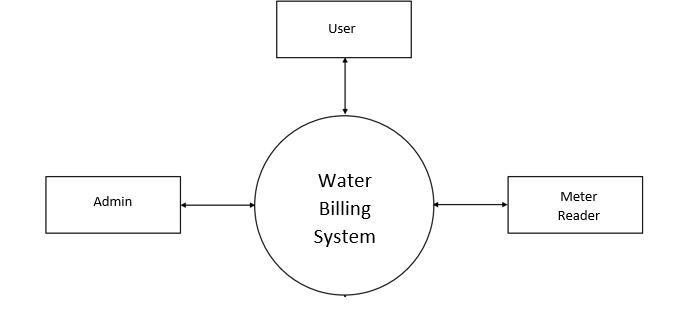 User
Admin
Water
Billing
System
Meter
Reader